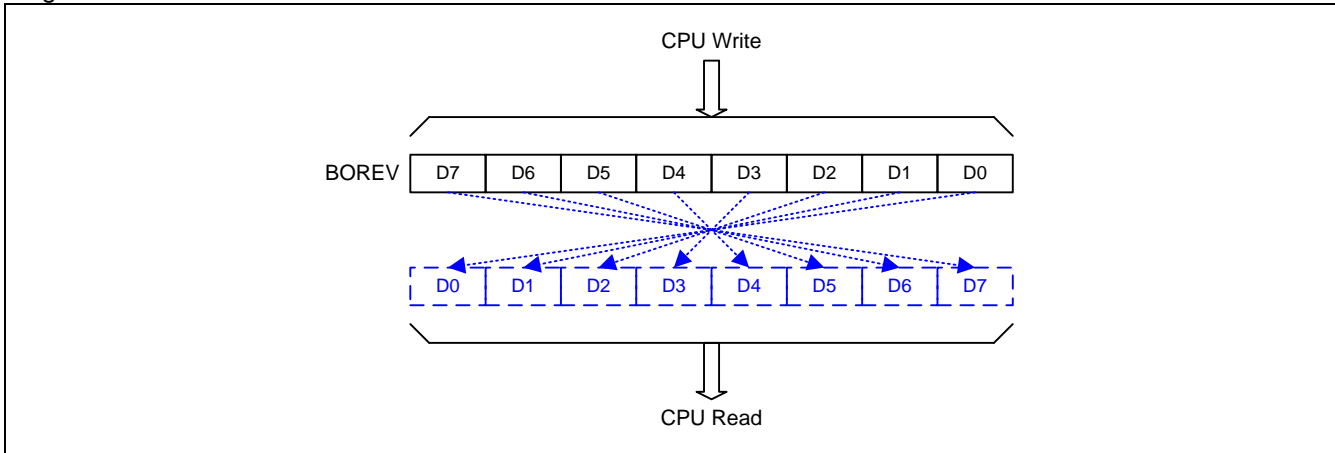 CPU Write
BOREV D7 D6 D5 D4 D3 D2 D1 D0
D0 D1 D2 D3 D4 D5 D6 D7
CPU Read